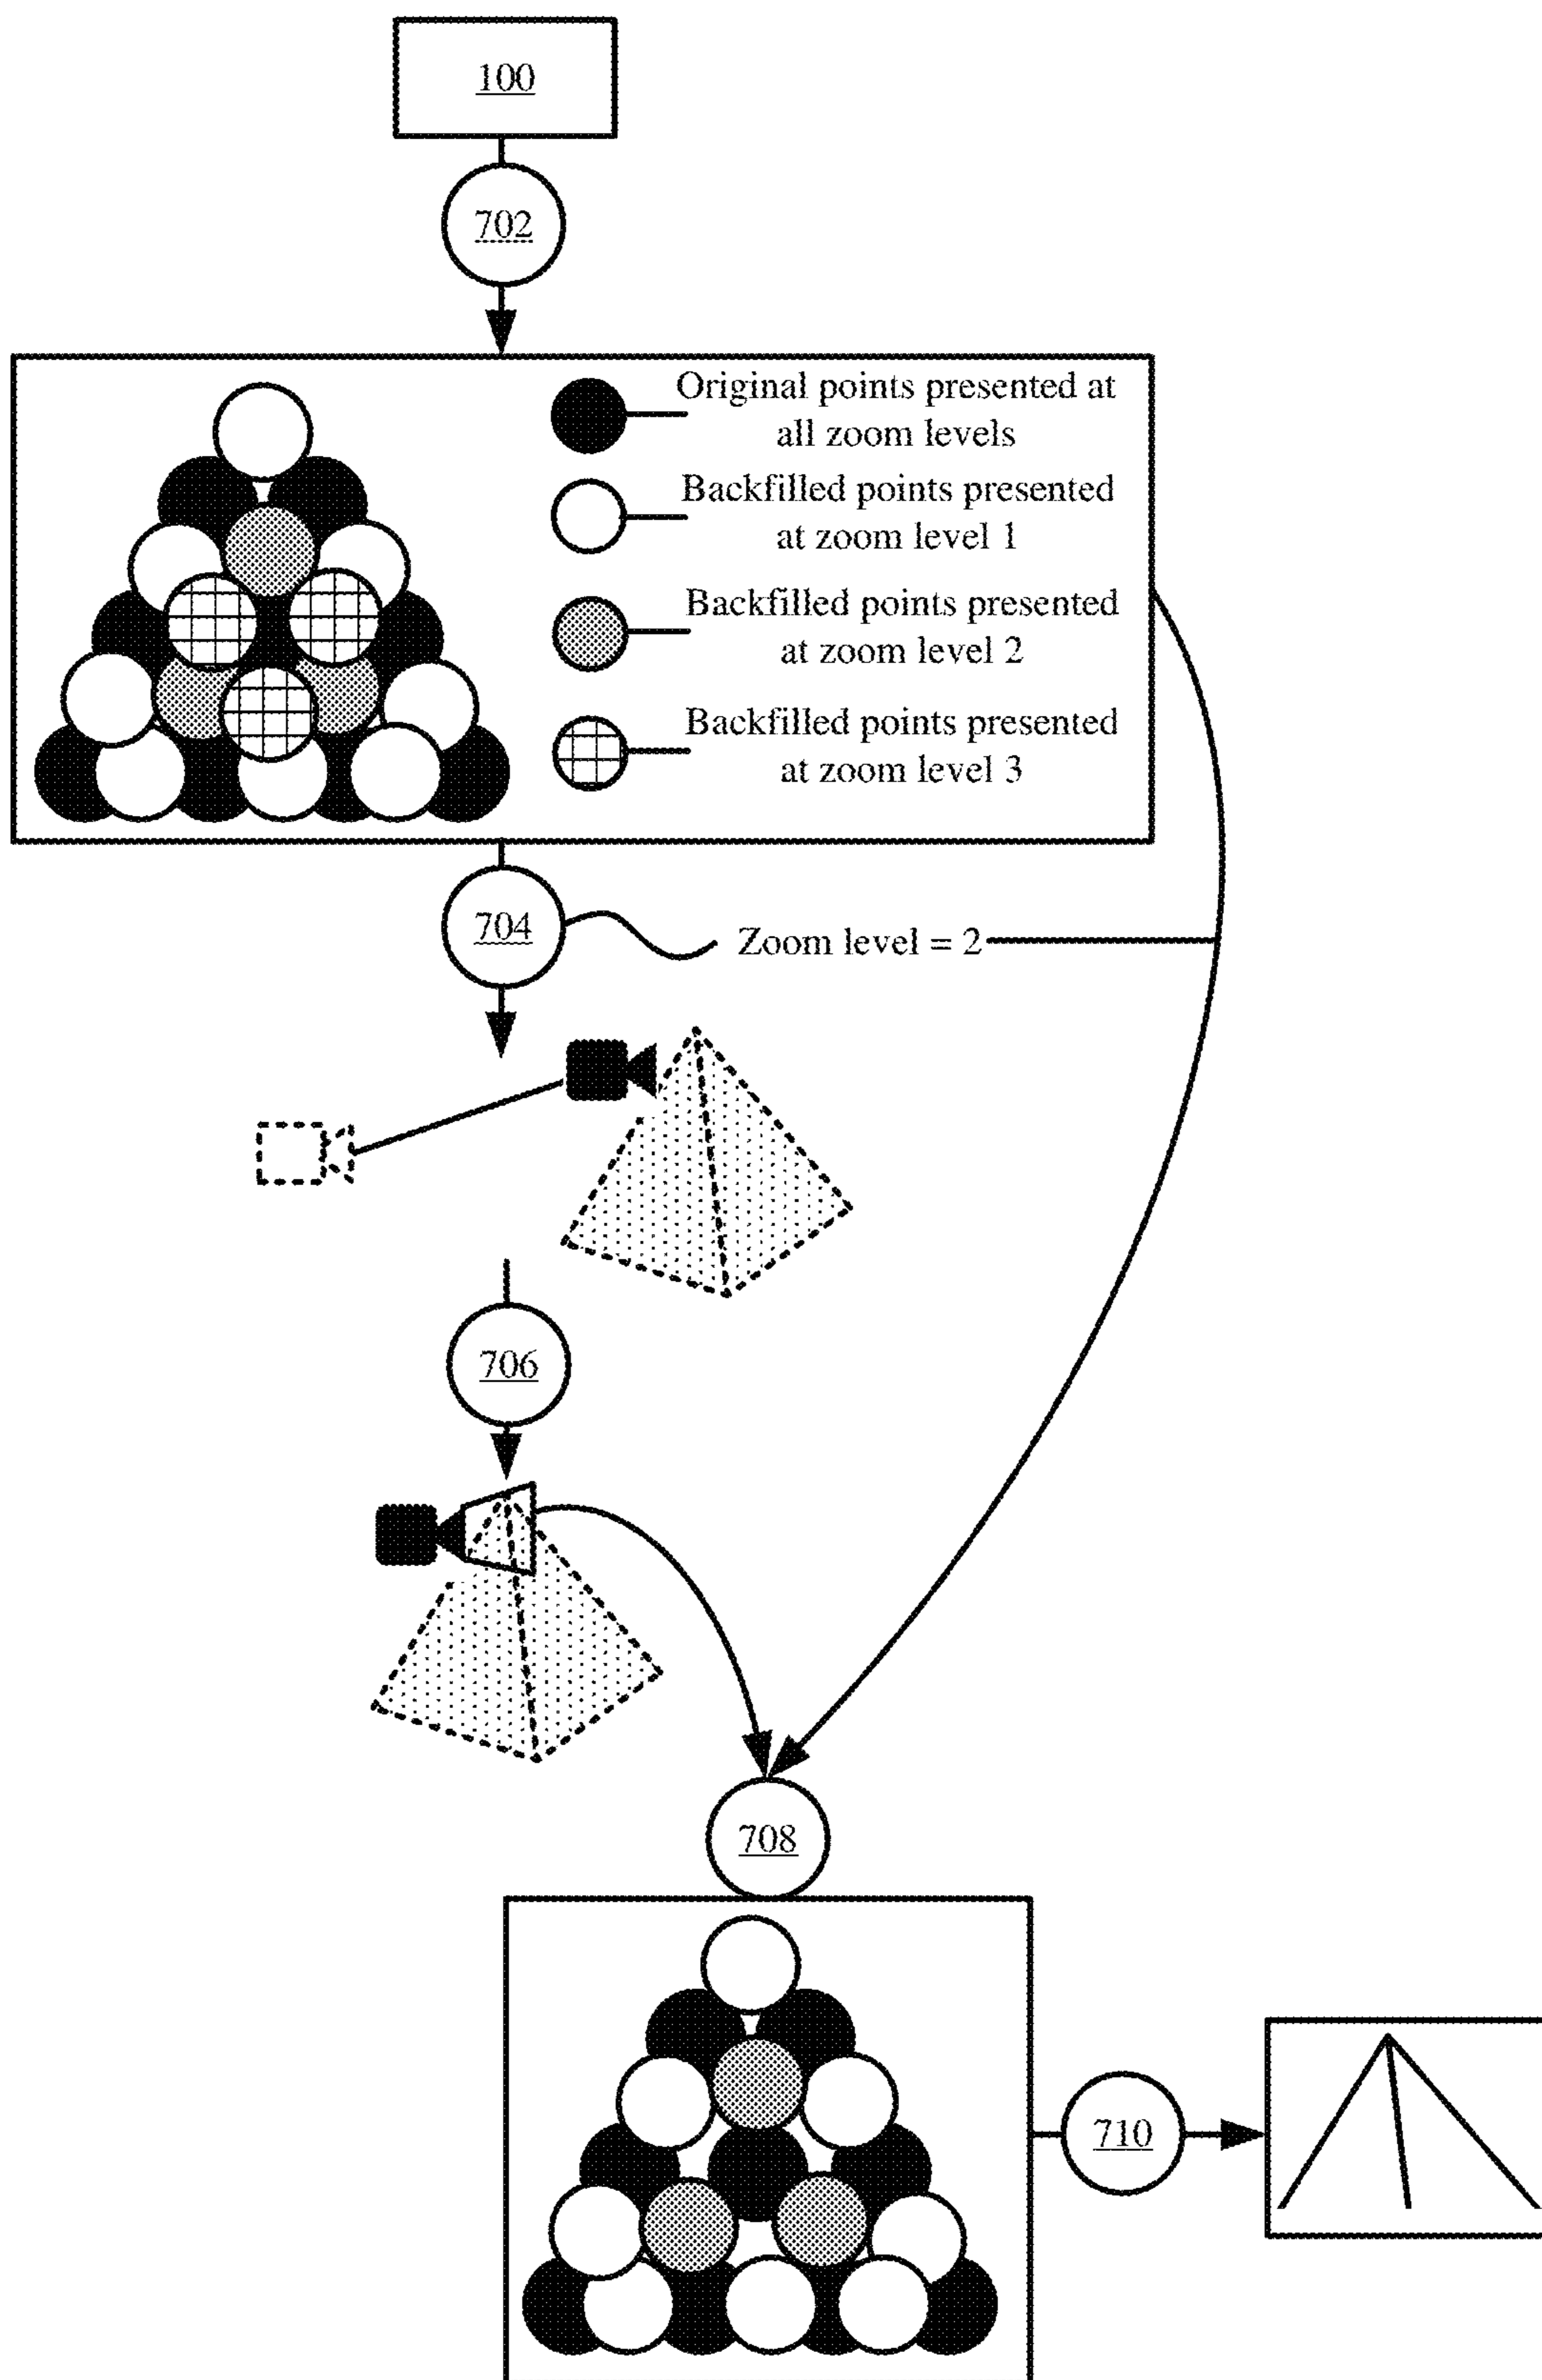 100
702
Original points presented at
all zoom levels
Backfilled points presented
at zoom level 1
Backfilled points presented
at zoom level 2
Backfilled points presented
at zoom level 3
704
Zoom level = 2
706
708
710